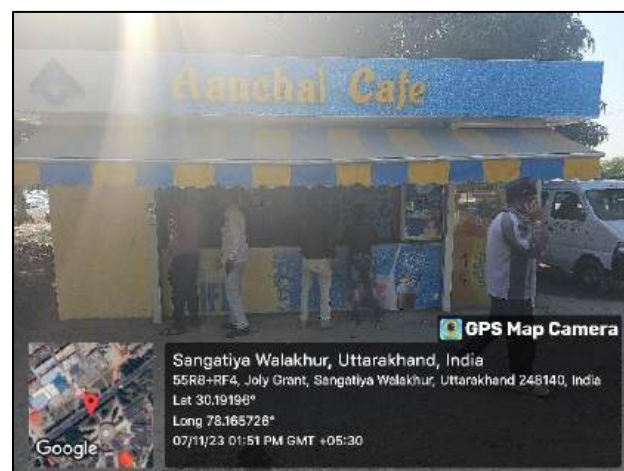 Aanchal Cafe
GPS Map Camera
Sangatiya Walakhur, Uttarakhand, India
55R8+RF4, Joly Grant, Sangatiya Walakhur, Uttarakhand 248140, India
Lat 30.19196°
Long 78.165726°
07/11/23 01:51 PM GMT +05:30
Google